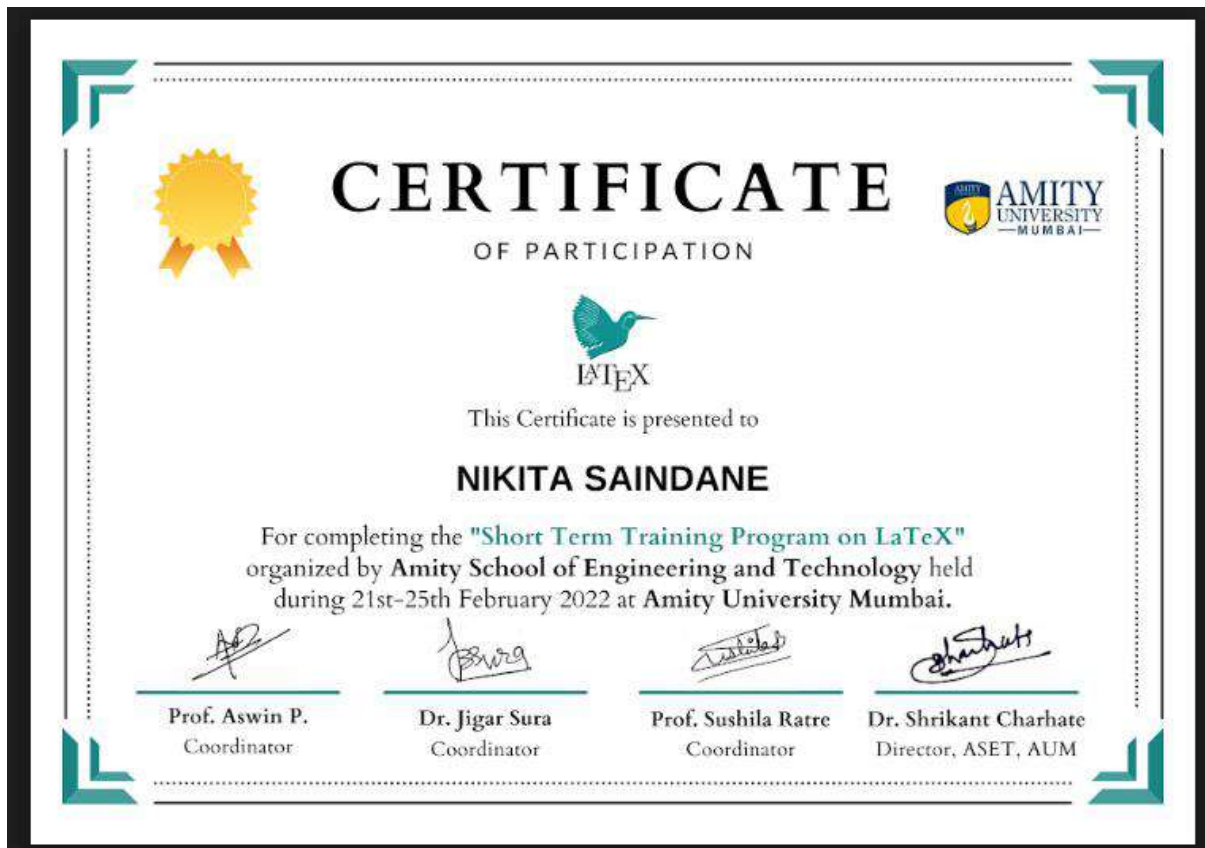 CERTIFICATE
OF PARTICIPATION
AMITY
AMITY
UNIVERSITY
MUMBAI
LATEX
This Certificate is presented to
NIKITA SAINDANE
For completing the "Short Term Training Program on LaTeX"
organized by Amity School of Engineering and Technology held
during 21st-25th February 2022 at Amity University Mumbai.
Prof. Aswin P.
Coordinator
Dr. Jigar Sura
Coordinator
Prof. Sushila Ratre
Coordinator
Dr. Shrikant Charhate
Director, ASET, AUM